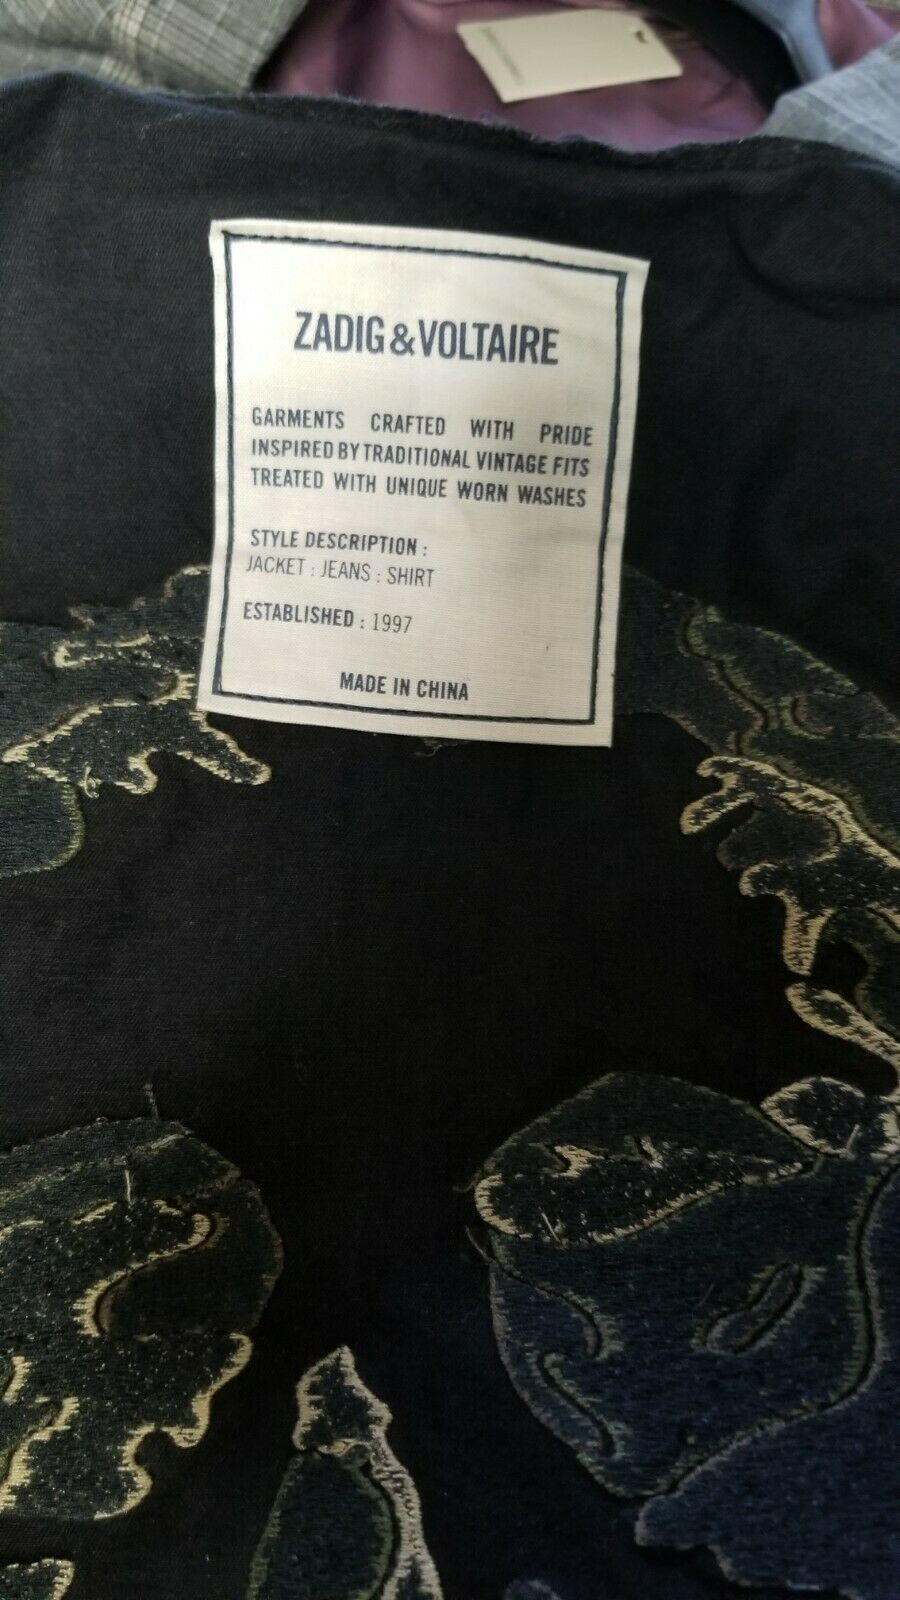 ZADIG&VOLTAIRE
GARMENTS CRAFTED WITH PRIDE
INSPIRED BY TRADITIONAL VINTAGE FITS
TREATED WITH UNIQUE WORN WASHES
STYLE DESCRIPTION :
JACKET : JEANS : SHIRT
ESTABLISHED : 1997
MADE IN CHINA